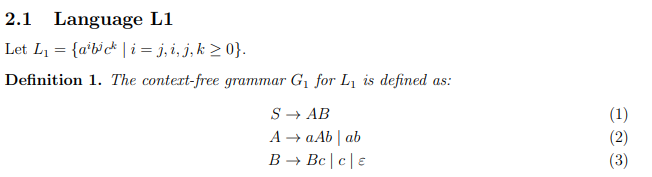 2.1 Language L1
Let L₁ = {aⁱbʲcᵏ | i = j, i, j, k ≥ 0}.
Definition 1. The context-free grammar G₁ for L₁ is defined as:
S → AB (1)
A → aAb | ab (2)
B → Bc | c | ε (3)